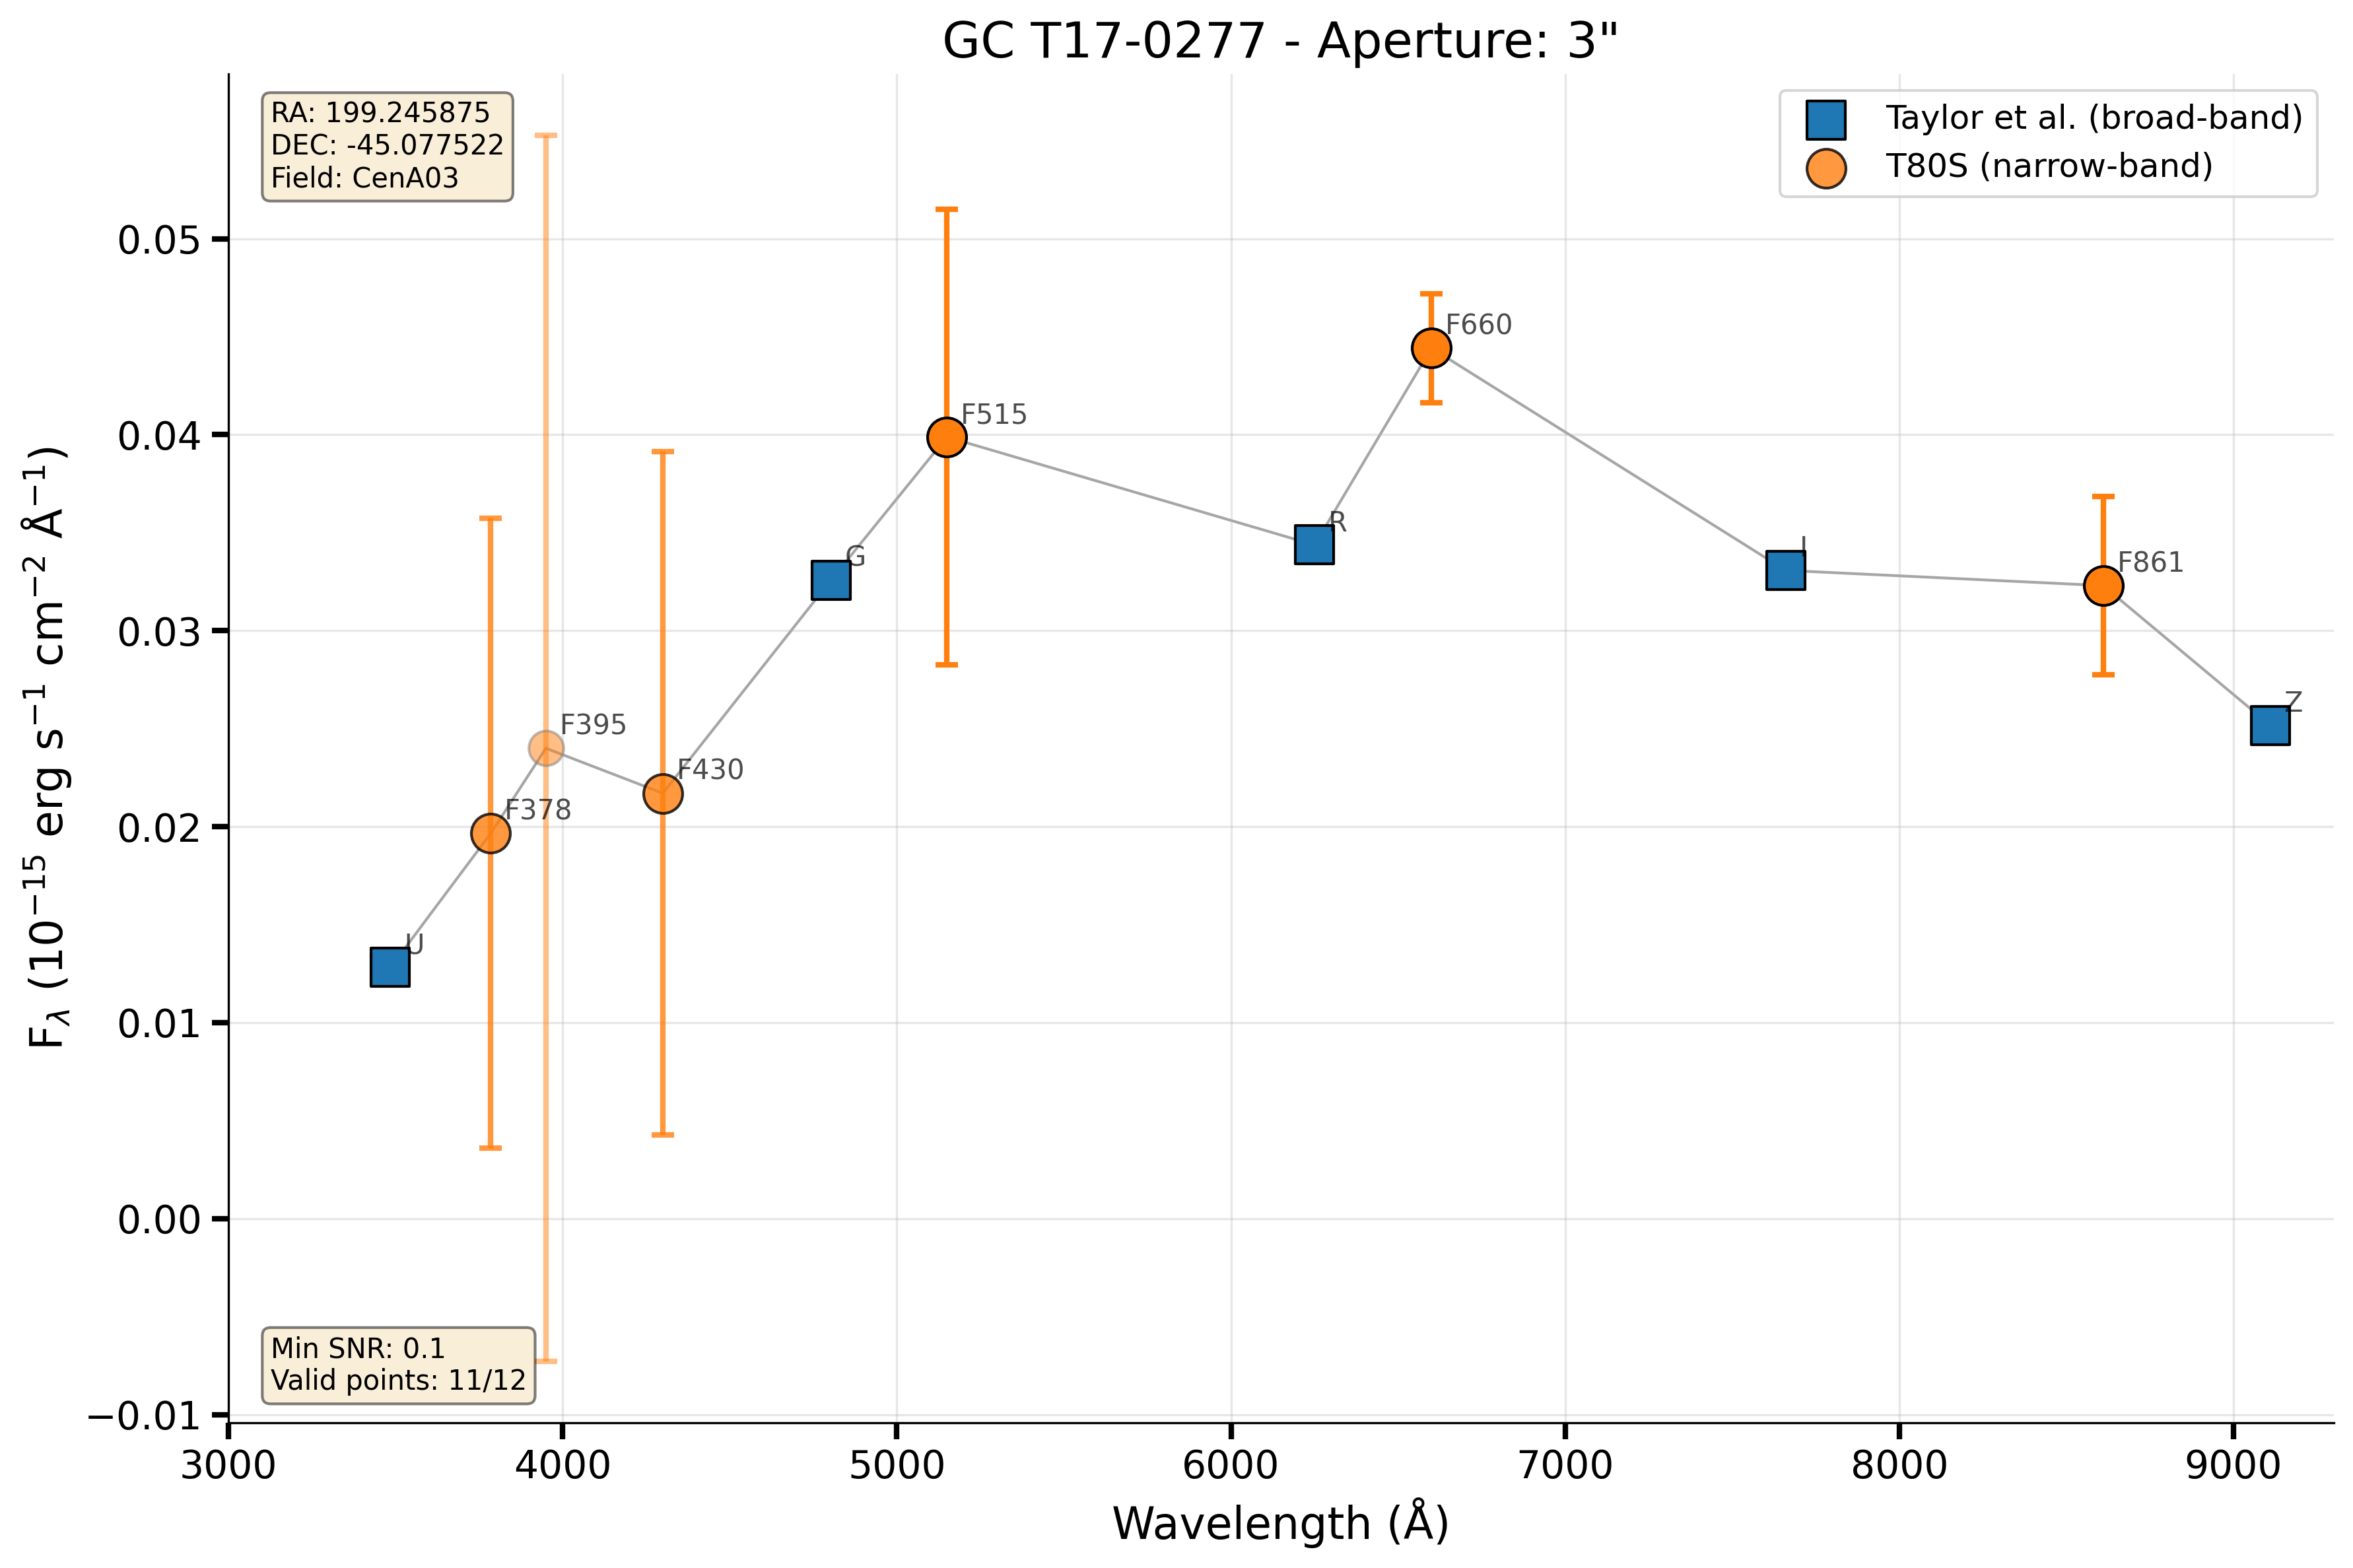 GC T17-0277 - Aperture: 3"
RA: 199.245875
DEC: -45.077522
Field: CenA03
Taylor et al. (broad-band)
T80S (narrow-band)
F660
F515
R
G
I
F861
Z
F395
F430
F378
U
Min SNR: 0.1
Valid points: 11/12
0.05
0.04
0.03
0.02
0.01
0.00
−0.01
3000 4000 5000 6000 7000 8000 9000
Wavelength (Å)
Fλ (10⁻¹⁵ erg s⁻¹ cm⁻² Å⁻¹)